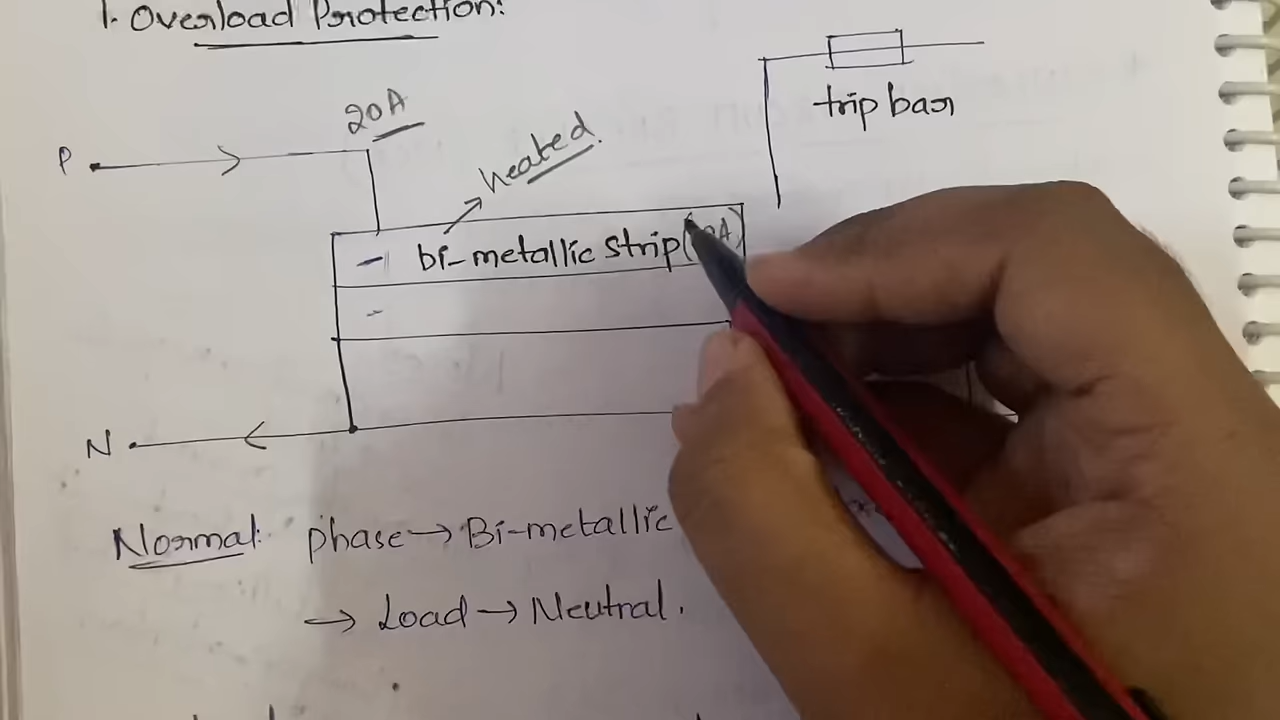 1. Overload Protection:
20A
P
heated.
trip bar
bi-metallic strip
N
Normal: phase → Bi-metallic
→ Load → Neutral.